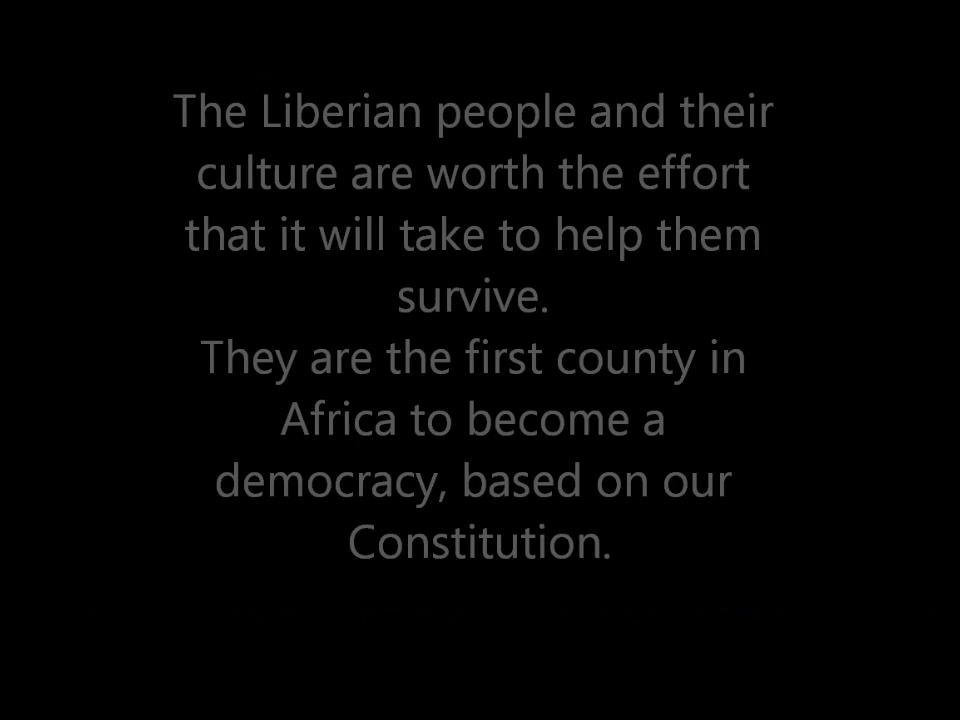 The Liberian people and their
culture are worth the effort
that it will take to help them
survive.
They are the first county in
Africa to become a
democracy, based on our
Constitution.